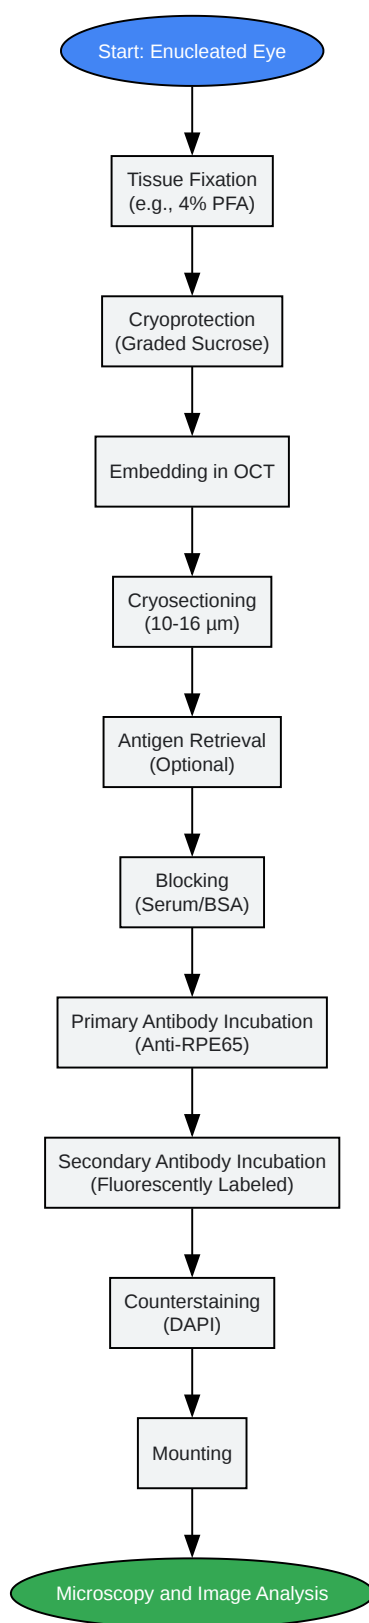 Start: Enucleated Eye
Tissue Fixation
(e.g., 4% PFA)
Cryoprotection
(Graded Sucrose)
Embedding in OCT
Cryosectioning
(10-16 µm)
Antigen Retrieval
(Optional)
Blocking
(Serum/BSA)
Primary Antibody Incubation
(Anti-RPE65)
Secondary Antibody Incubation
(Fluorescently Labeled)
Counterstaining
(DAPI)
Mounting
Microscopy and Image Analysis